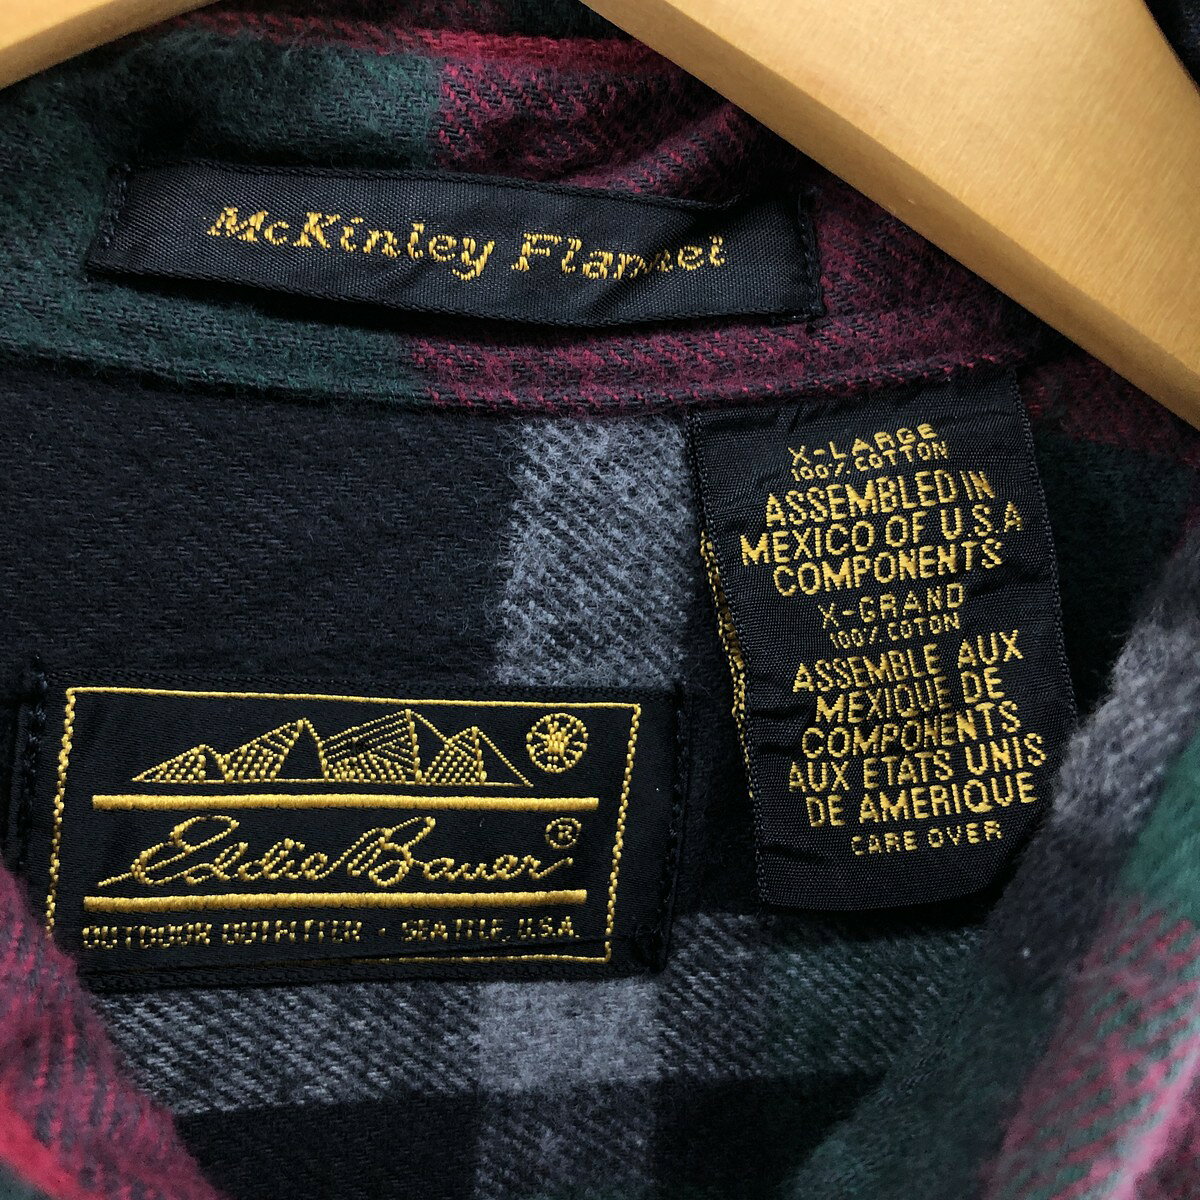 McKinley Flannel
X-LARGE
100% COTTON
ASSEMBLED IN
MEXICO OF U.S.A
COMPONENTS
X-GRAND
100% COTON
ASSEMBLE AUX
MEXIQUE DE
COMPONENTS
AUX ETATS UNIS
DE AMERIQUE
CARE OVER
Eddie Bauer®
OUTDOOR OUTFITTER · SEATTLE, U.S.A.